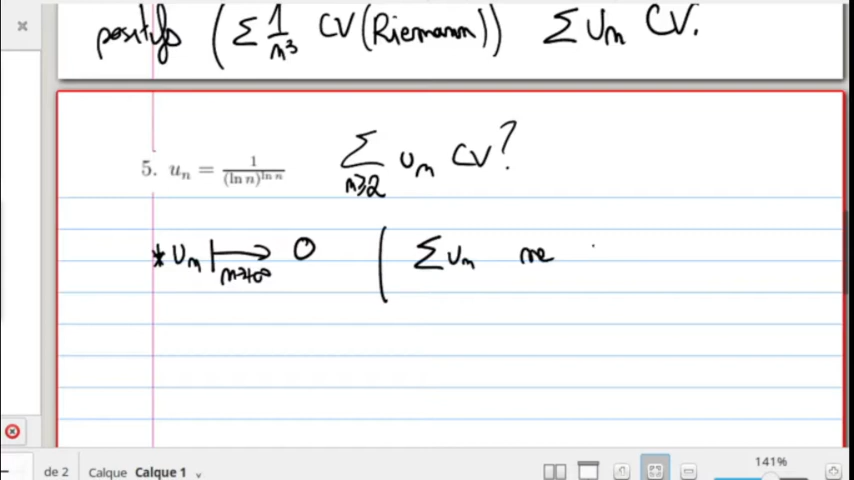 positifs (Σ 1/n³ CV (Riemann)) Σ Un CV.
5. uₙ = 1/(ln n)^(ln n) Σ n≥2 un CV?
* Un ↦ n→+∞ 0 ( Σ Un ne
de 2 Calque Calque 1 141%